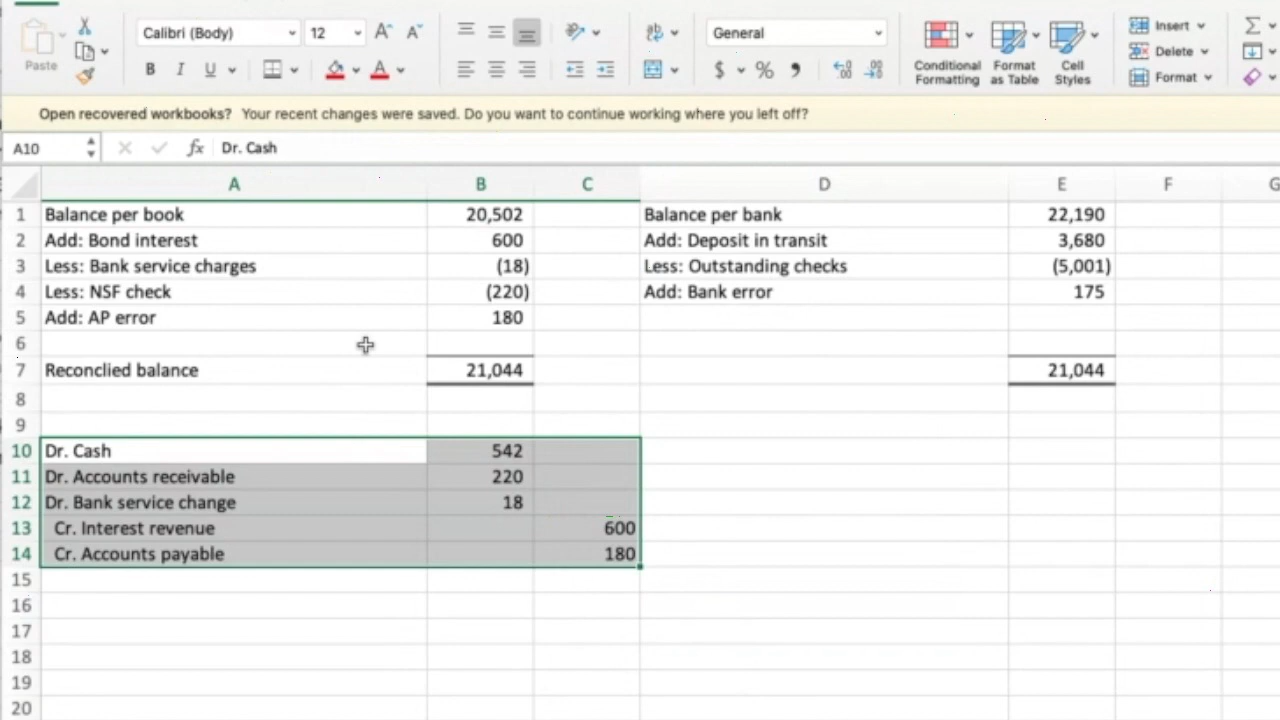 Calibri (Body) 12 General Insert
Paste B I U $ % Conditional Formatting Format as Table Cell Styles Delete Format
Open recovered workbooks? Your recent changes were saved. Do you want to continue working where you left off?
A10 fx Dr. Cash
A B C D E F G
1 Balance per book 20,502 Balance per bank 22,190
2 Add: Bond interest 600 Add: Deposit in transit 3,680
3 Less: Bank service charges (18) Less: Outstanding checks (5,001)
4 Less: NSF check (220) Add: Bank error 175
5 Add: AP error 180
6
7 Reconclied balance 21,044 21,044
8
9
10 Dr. Cash 542
11 Dr. Accounts receivable 220
12 Dr. Bank service change 18
13 Cr. Interest revenue 600
14 Cr. Accounts payable 180
15
16
17
18
19
20